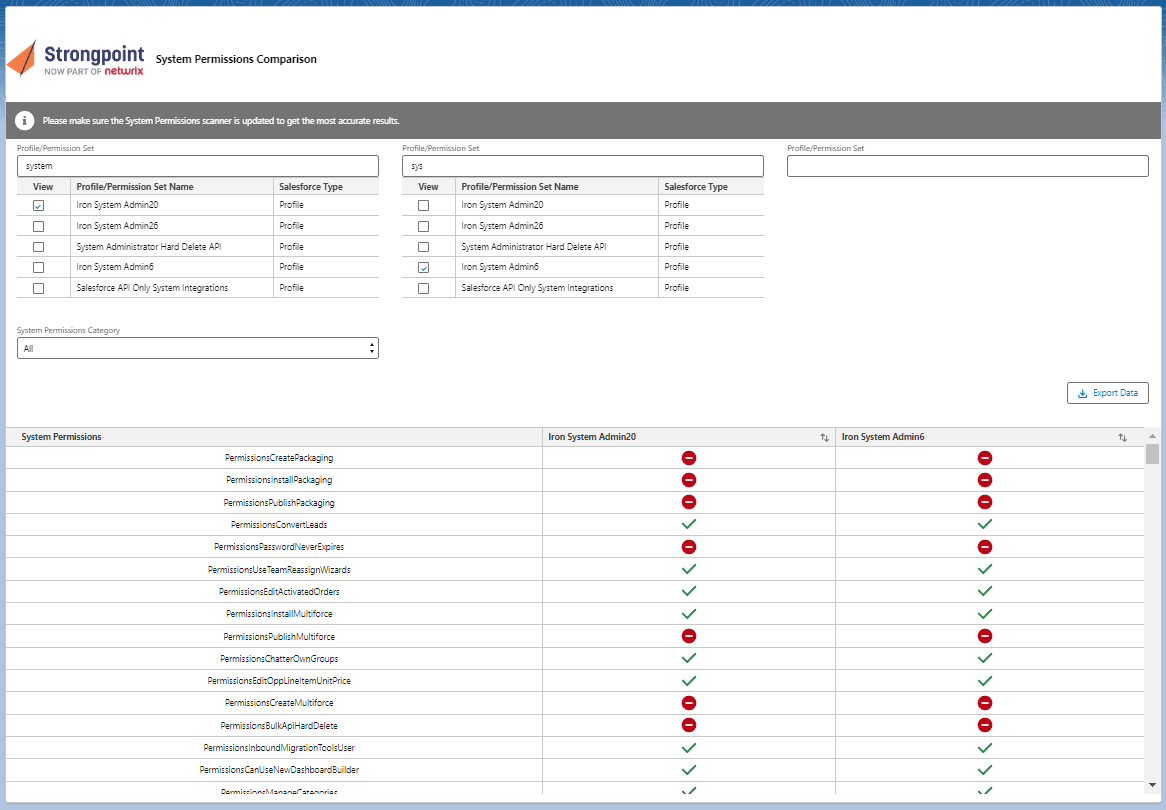 Strongpoint
NOW PART OF netwrix
System Permissions Comparison
Please make sure the System Permissions scanner is updated to get the most accurate results.
Profile/Permission Set
Profile/Permission Set
Profile/Permission Set
system
sys
View Profile/Permission Set Name Salesforce Type
View Profile/Permission Set Name Salesforce Type
Iron System Admin20 Profile
Iron System Admin20 Profile
Iron System Admin26 Profile
Iron System Admin26 Profile
System Administrator Hard Delete API Profile
System Administrator Hard Delete API Profile
Iron System Admin6 Profile
Iron System Admin6 Profile
Salesforce API Only System Integrations Profile
Salesforce API Only System Integrations Profile
System Permissions Category
All
Export Data
System Permissions Iron System Admin20 Iron System Admin6
PermissionsCreatePackaging
PermissionsInstallPackaging
PermissionsPublishPackaging
PermissionsConvertLeads
PermissionsPasswordNeverExpires
PermissionsUseTeamReassignWizards
PermissionsEditActivatedOrders
PermissionsInstallMultiforce
PermissionsPublishMultiforce
PermissionsChatterOwnGroups
PermissionsEditOppLineItemUnitPrice
PermissionsCreateMultiforce
PermissionsBulkApiHardDelete
PermissionsInboundMigrationToolsUser
PermissionsCanUseNewDashboardBuilder
PermissionsManageCategories